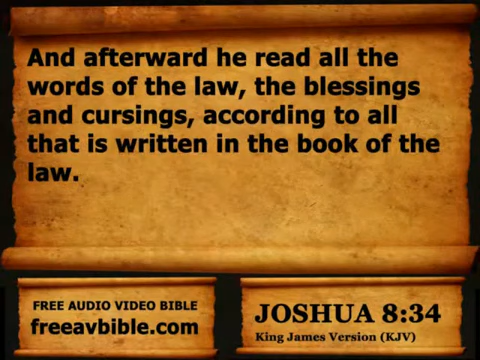 And afterward he read all the
words of the law, the blessings
and cursings, according to all
that is written in the book of the
law.
FREE AUDIO VIDEO BIBLE
freeavbible.com
JOSHUA 8:34
King James Version (KJV)